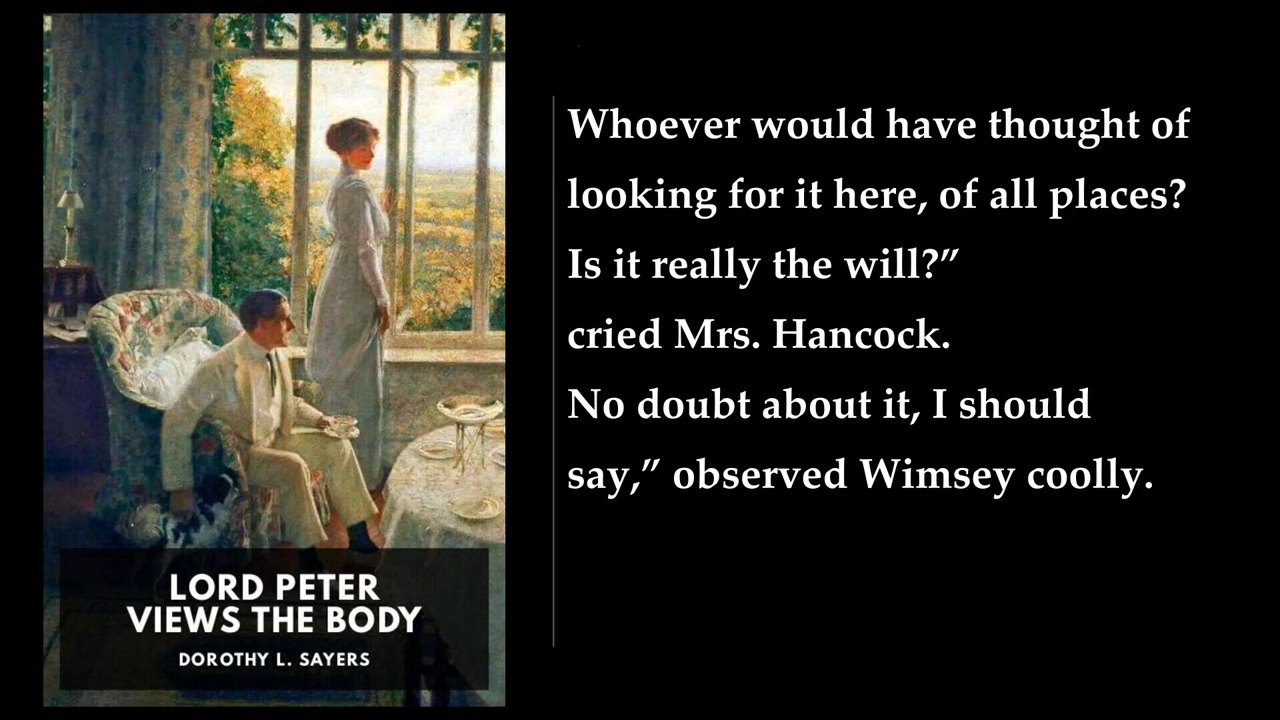 Whoever would have thought of
looking for it here, of all places?
Is it really the will?”
cried Mrs. Hancock.
No doubt about it, I should
say,” observed Wimsey coolly.
LORD PETER
VIEWS THE BODY
DOROTHY L. SAYERS